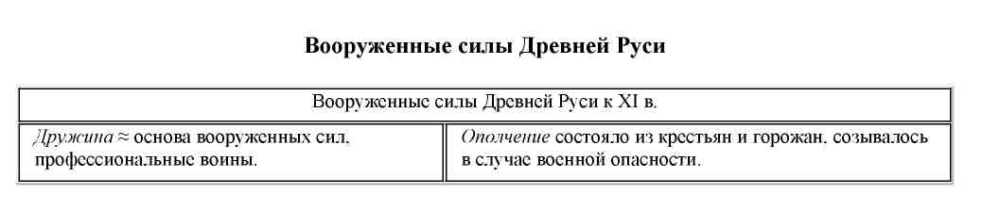 Вооруженные силы Древней Руси
Вооруженные силы Древней Руси к XI в.
Дружина ≈ основа вооруженных сил,
профессиональные воины.
Ополчение состояло из крестьян и горожан, созывалось
в случае военной опасности.